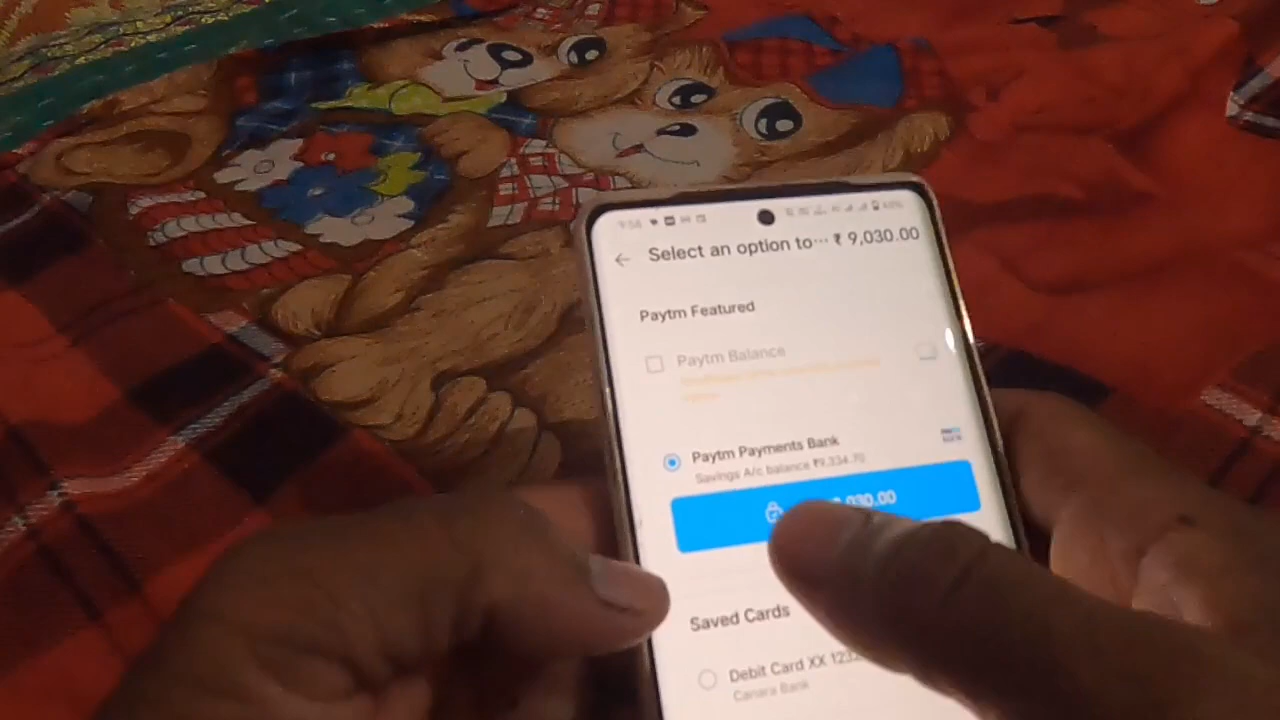 9:56
Select an option to··· ₹ 9,030.00
Paytm Featured
Paytm Balance
Paytm Payments Bank
Savings A/c balance ₹9,334.70
030.00
Saved Cards
Debit Card XX 123
Canara Bank